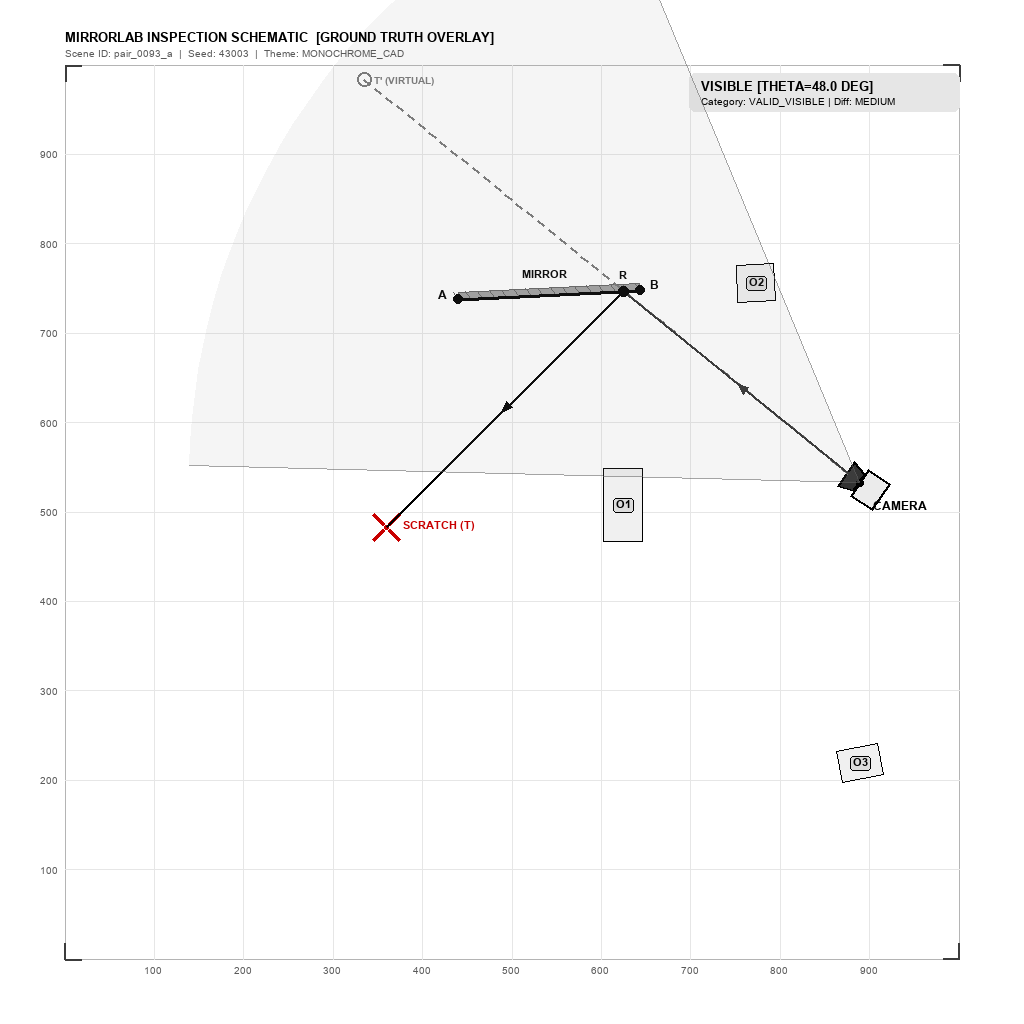 MIRRORLAB INSPECTION SCHEMATIC [GROUND TRUTH OVERLAY]
Scene ID: pair_0093_a | Seed: 43003 | Theme: MONOCHROME_CAD
T' (VIRTUAL)
VISIBLE [THETA=48.0 DEG]
Category: VALID_VISIBLE | Diff: MEDIUM
900
800
MIRROR
R
A
B
O2
700
600
O1
CAMERA
500
SCRATCH (T)
400
300
O3
200
100
100
200
300
400
500
600
700
800
900